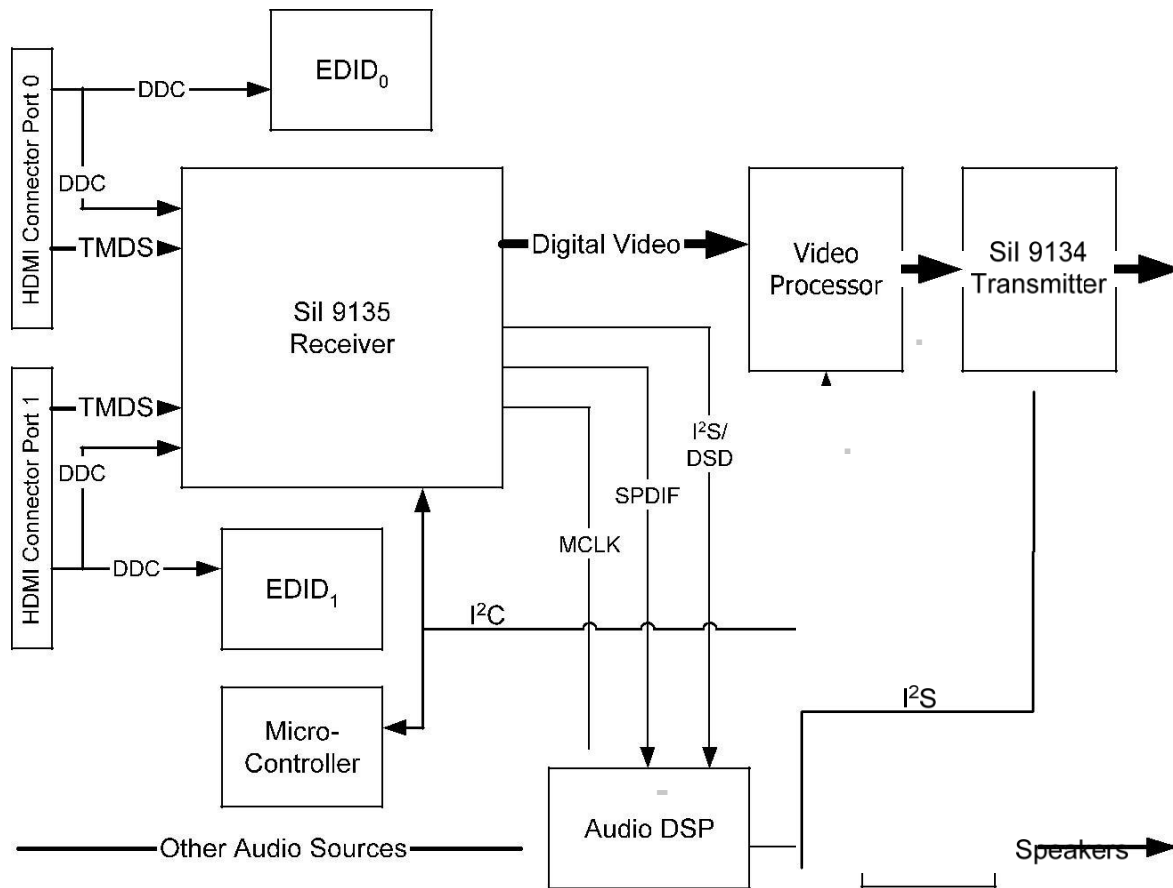 HDMI Connector Port 0
DDC
EDID₀
DDC
TMDS
SiI 9135
Receiver
Digital Video
Video
Processor
SiI 9134
Transmitter
HDMI Connector Port 1
TMDS
DDC
DDC
EDID₁
I²S/
DSD
SPDIF
MCLK
I²C
I²S
Micro-
Controller
Audio DSP
Other Audio Sources
Speakers